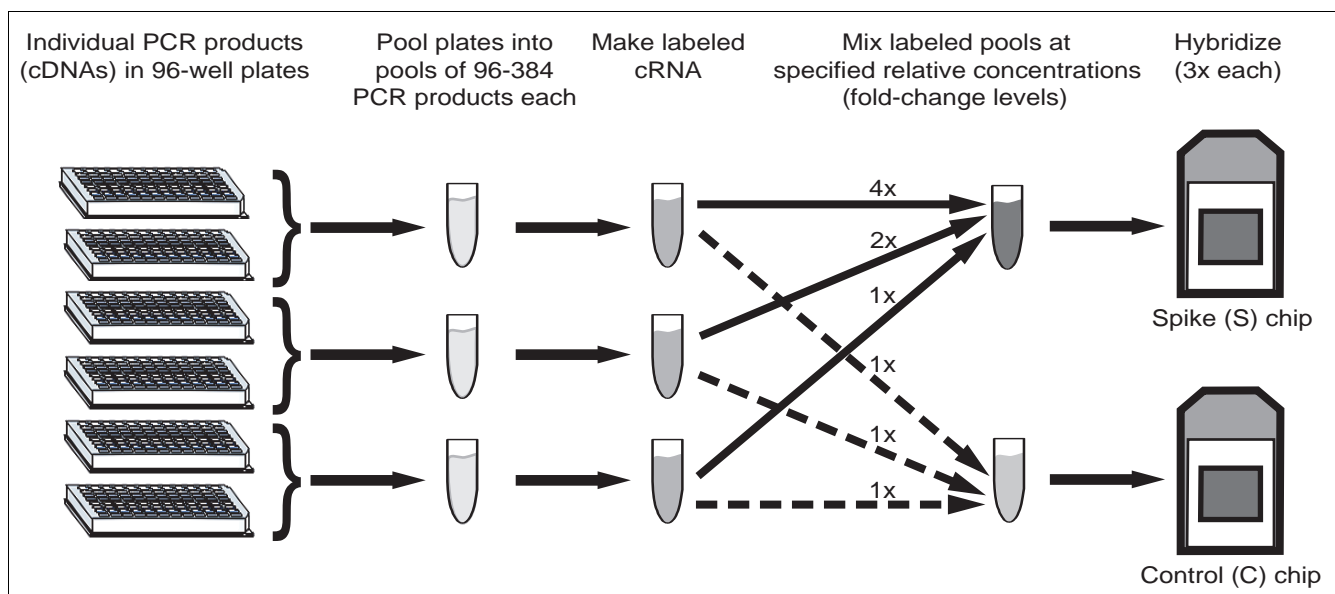 Individual PCR products
(cDNAs) in 96-well plates
Pool plates into
pools of 96-384
PCR products each
Make labeled
cRNA
Mix labeled pools at
specified relative concentrations
(fold-change levels)
Hybridize
(3x each)
4x
2x
1x
1x
1x
1x
Spike (S) chip
Control (C) chip